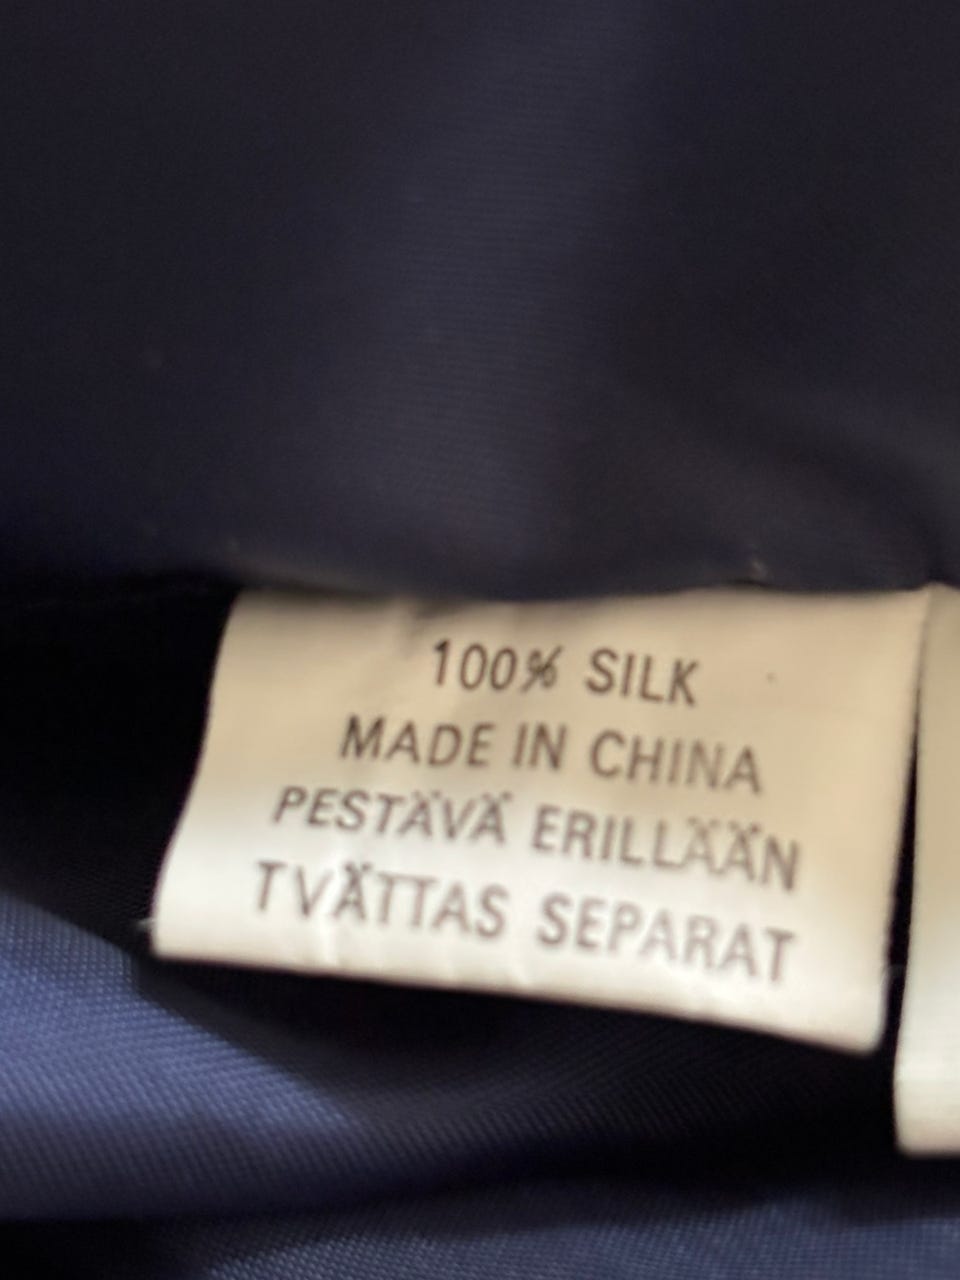 100% SILK
MADE IN CHINA
PESTÄVÄ ERILLÄÄN
TVÄTTAS SEPARAT